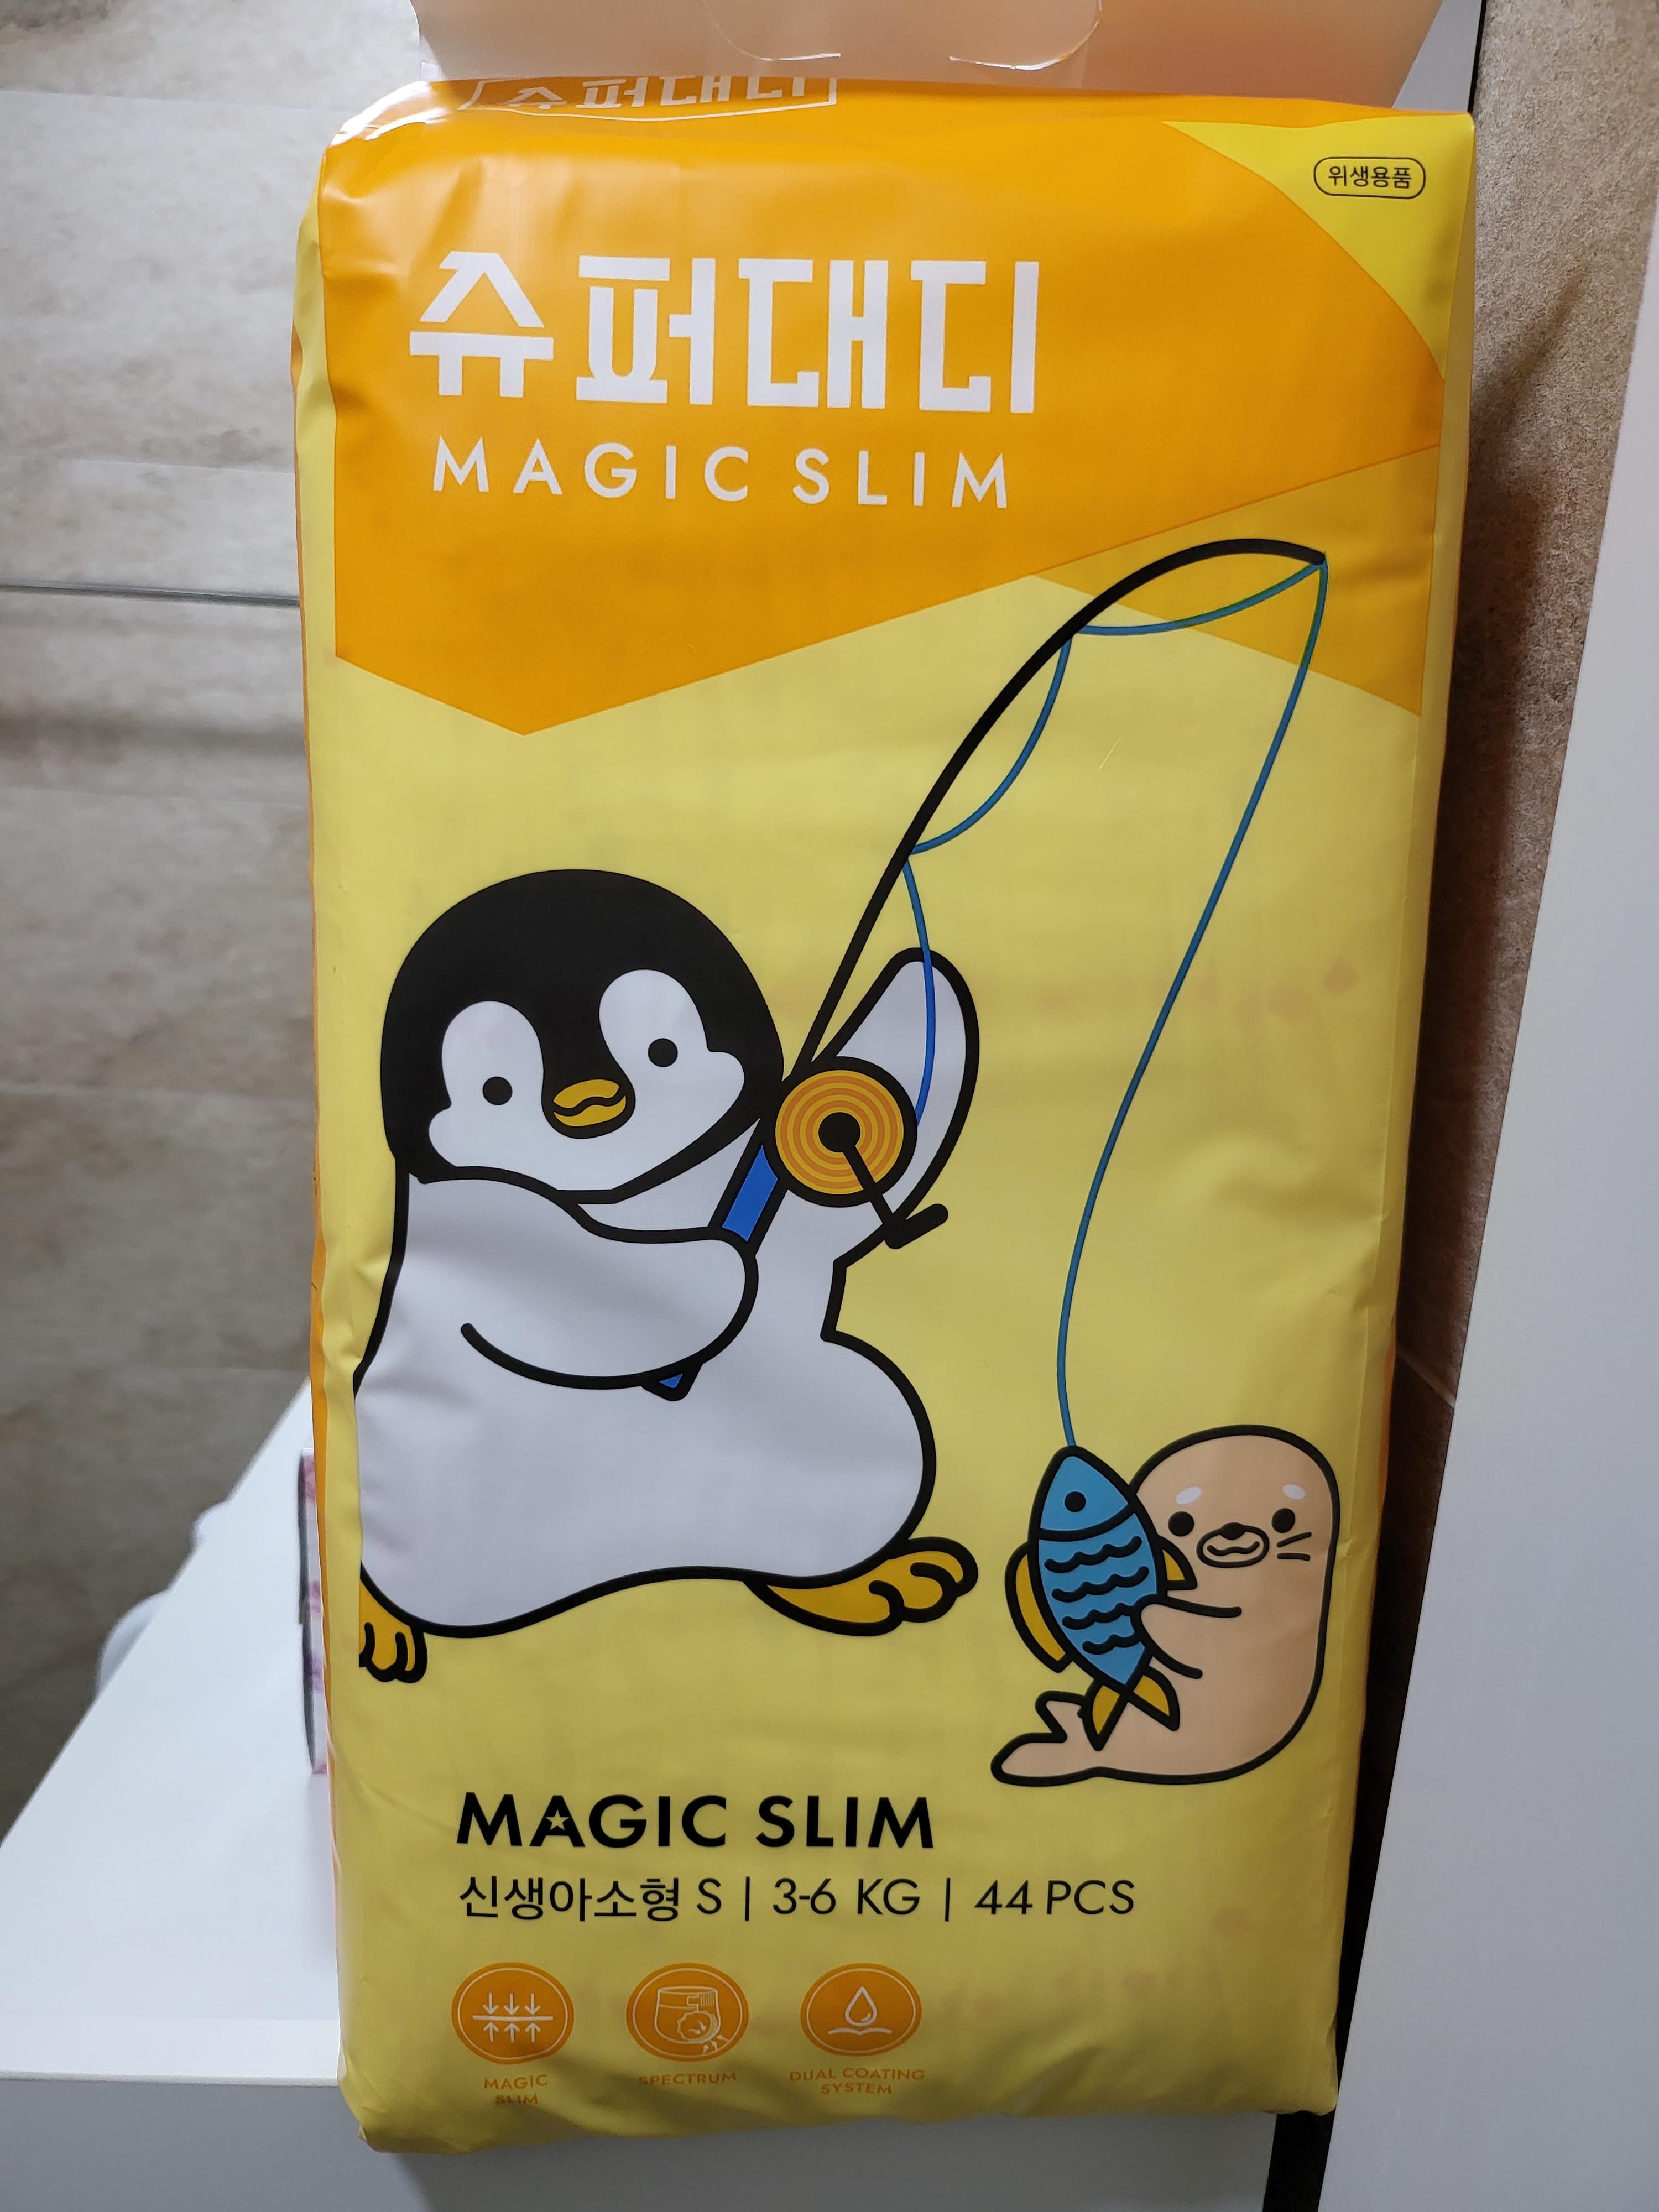 슈퍼대디
위생용품
슈퍼대디
MAGIC SLIM
MAGIC SLIM
신생아소형 S | 3-6 KG | 44 PCS
MAGIC
SLIM
SPECTRUM
DUAL COATING
SYSTEM